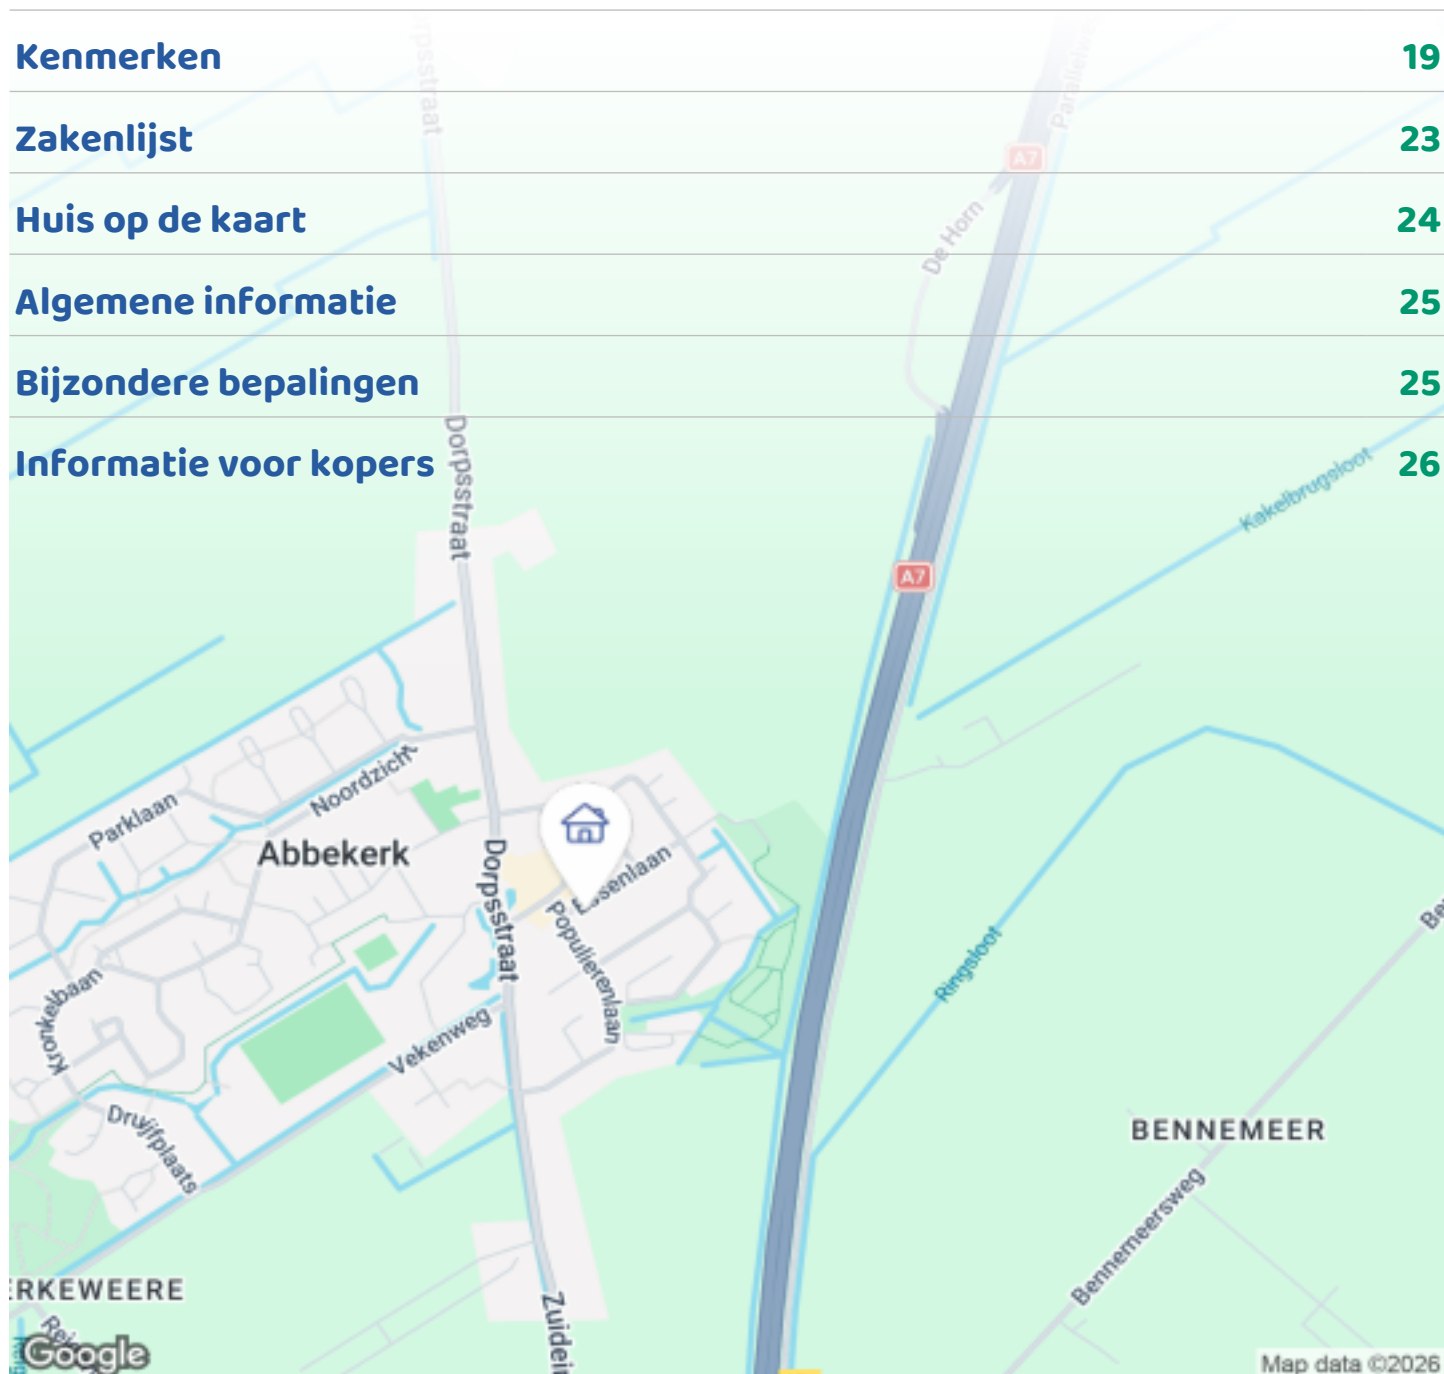 Kenmerken 19
Zakenlijst 23
Huis op de kaart 24
Algemene informatie 25
Bijzondere bepalingen 25
Informatie voor kopers 26
A7
De Horn
Dorpsstraat
Kakelbrugsloot
A7
Noordzicht
Parklaan
Abbekerk
Dorpsstraat
Populierenlaan
Kronkelbaan
Vekenweg
Ringsloot
Druijfplaats
BENNEMEER
Bennemeersweg
Google
Map data ©2026